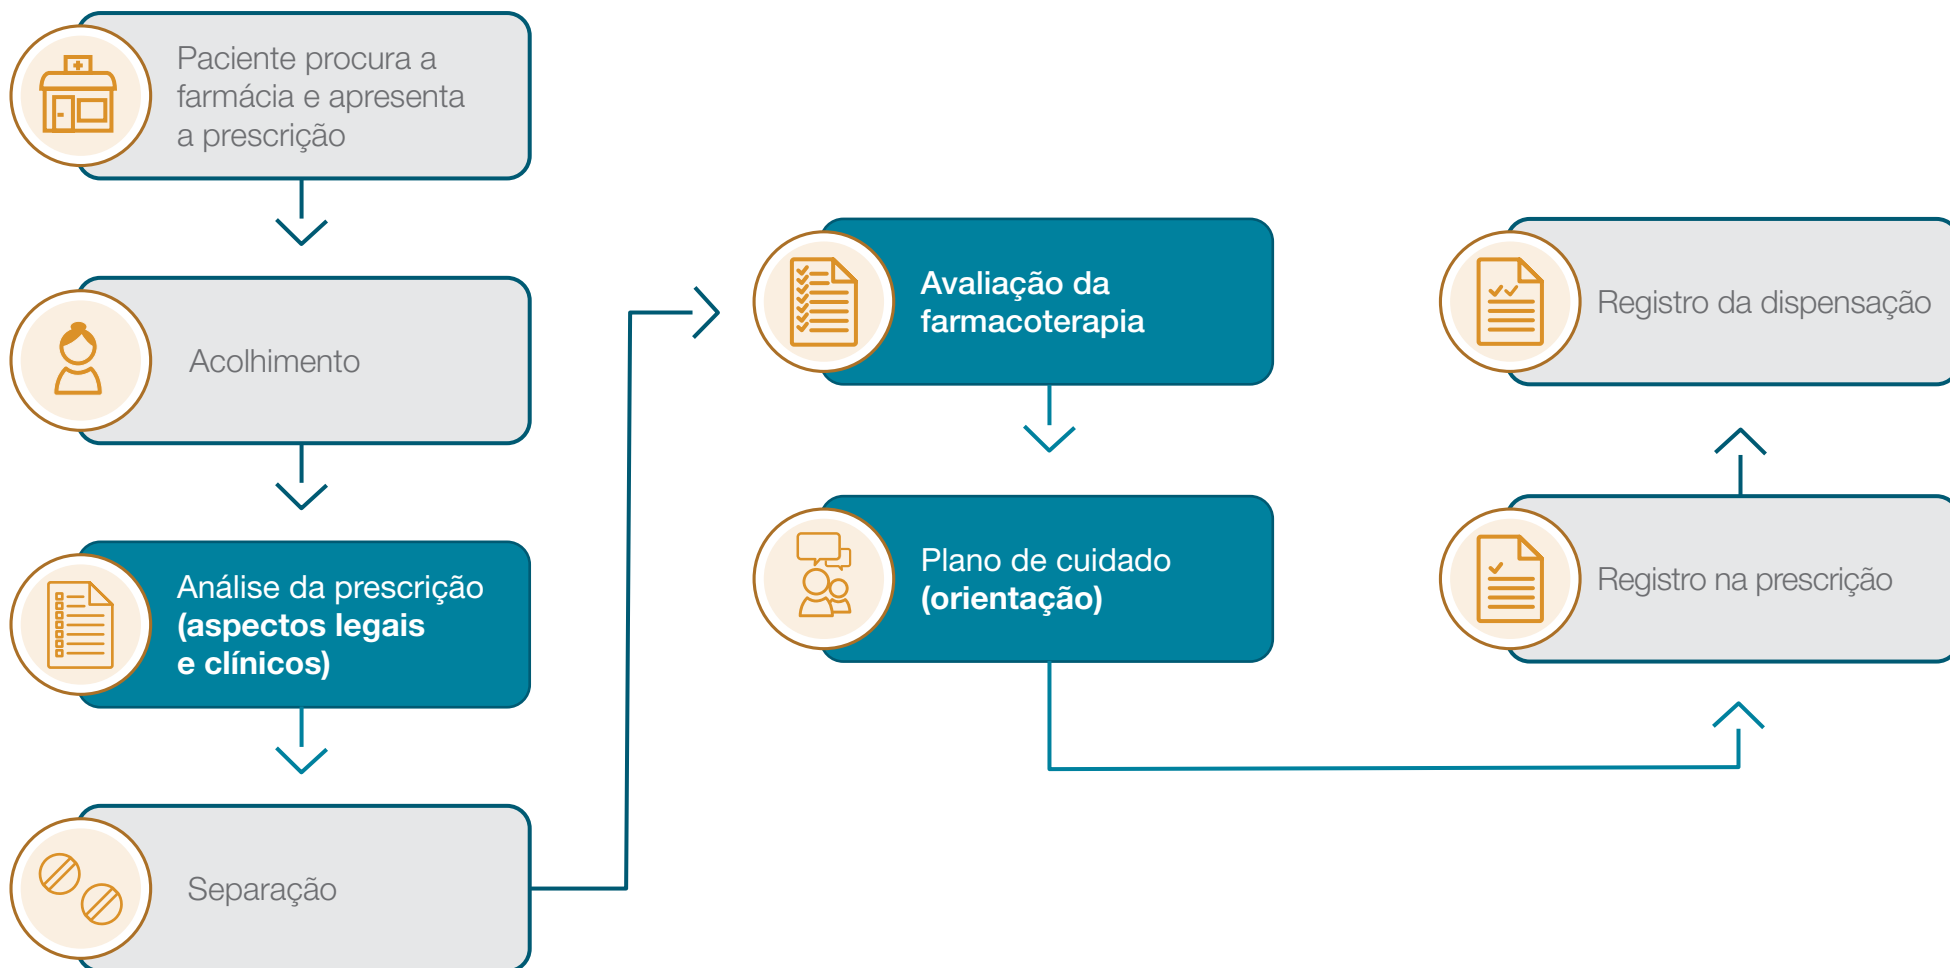 Paciente procura a
farmácia e apresenta
a prescrição
Acolhimento
Análise da prescrição
(aspectos legais
e clínicos)
Separação
Avaliação da
farmacoterapia
Plano de cuidado
(orientação)
Registro na prescrição
Registro da dispensação